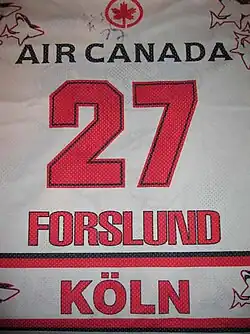 AIR CANADA
27
FORSLUND
KÖLN